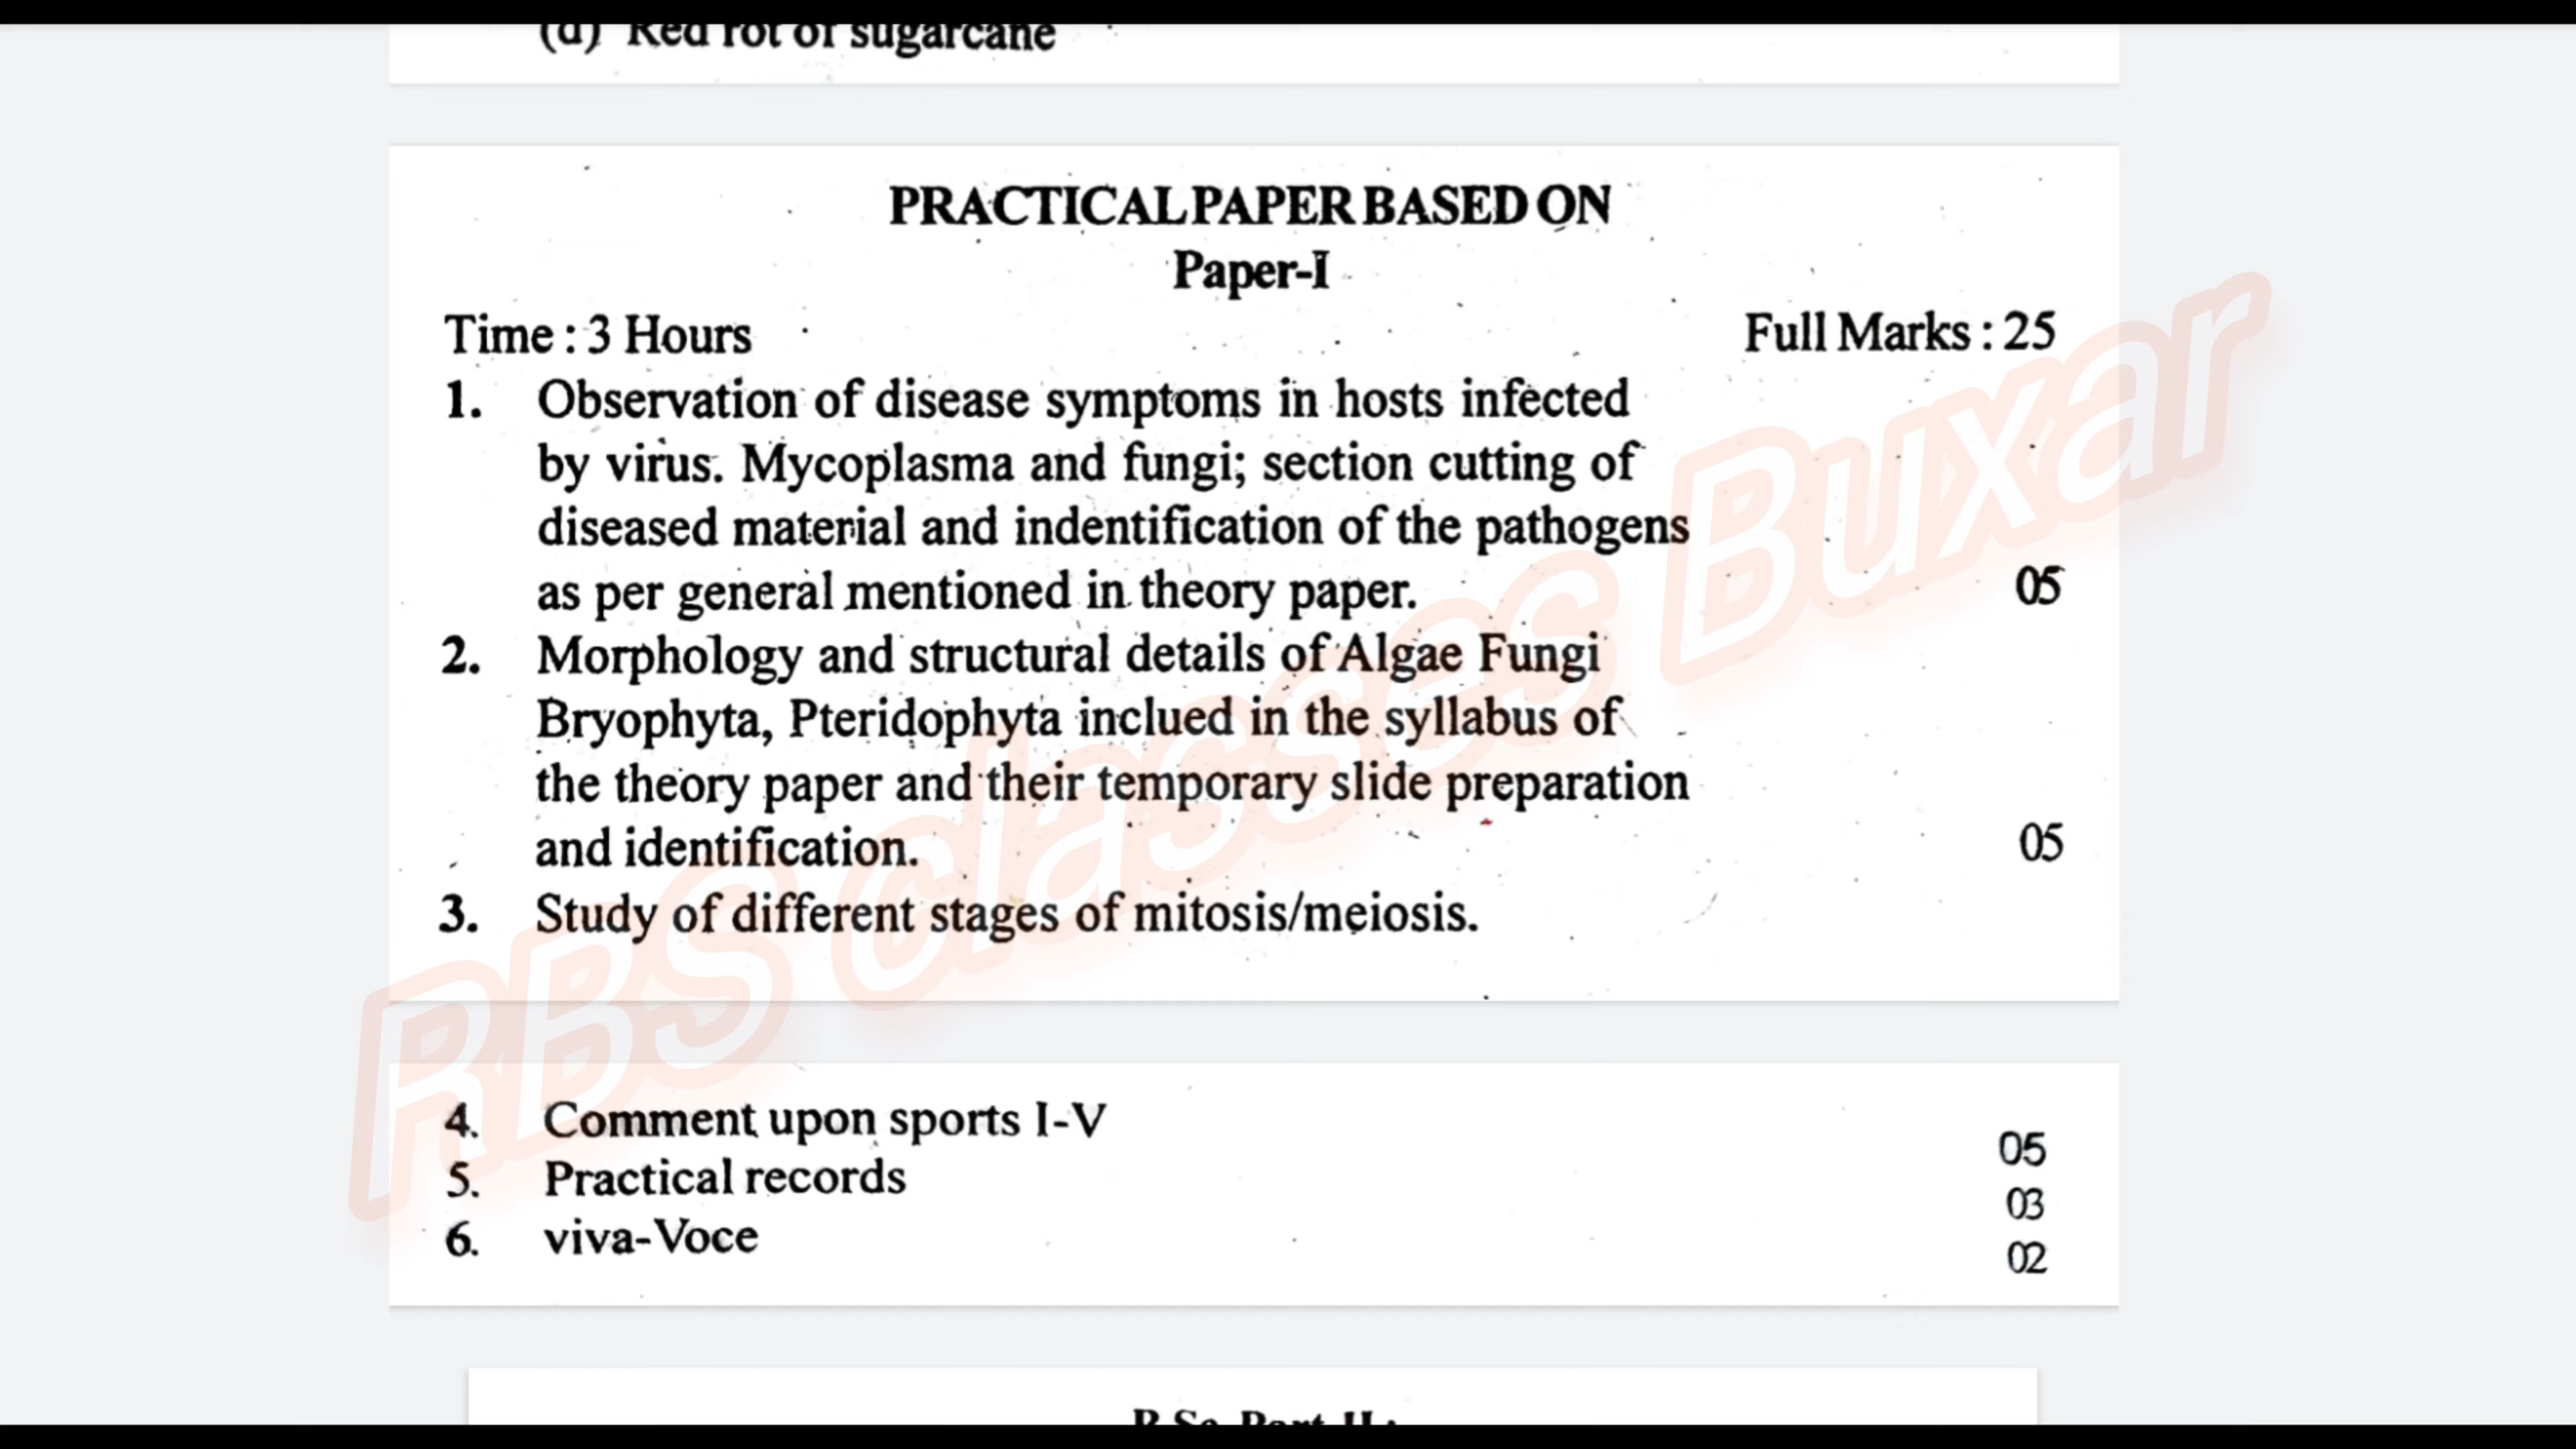 (d) Red rot of sugarcane
PRACTICAL PAPER BASED ON
Paper-I
Time : 3 Hours Full Marks : 25
1. Observation of disease symptoms in hosts infected
by virus. Mycoplasma and fungi; section cutting of
diseased material and indentification of the pathogens
as per general mentioned in theory paper. 05
2. Morphology and structural details of Algae Fungi
Bryophyta, Pteridophyta inclued in the syllabus of
the theory paper and their temporary slide preparation
and identification. 05
3. Study of different stages of mitosis/meiosis.
4. Comment upon sports I-V 05
5. Practical records 03
6. viva-Voce 02
B.Sc. Part-II :
RBS classes Buxar